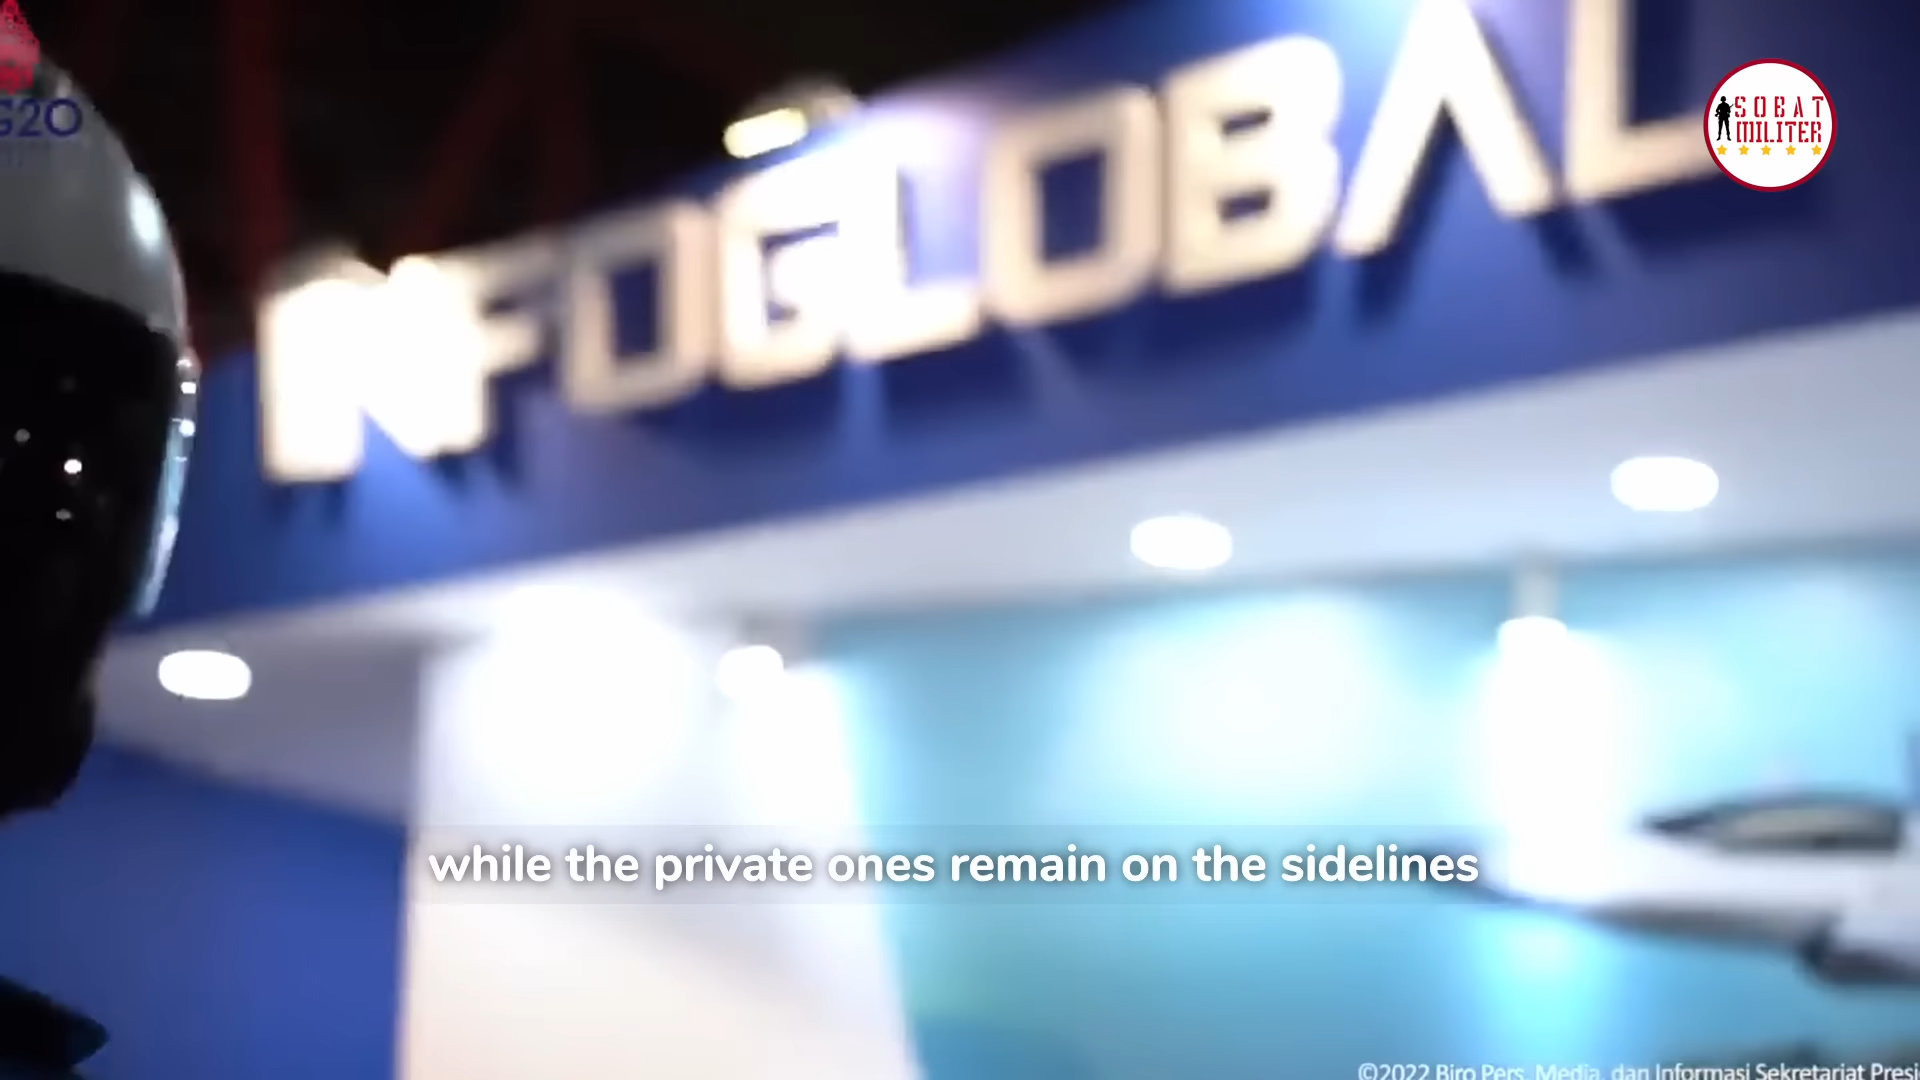 G20
INFOGLOBAL
SOBAT
MILITER
while the private ones remain on the sidelines
©2022 Biro Pers, Media, dan Informasi Sekretariat Presi